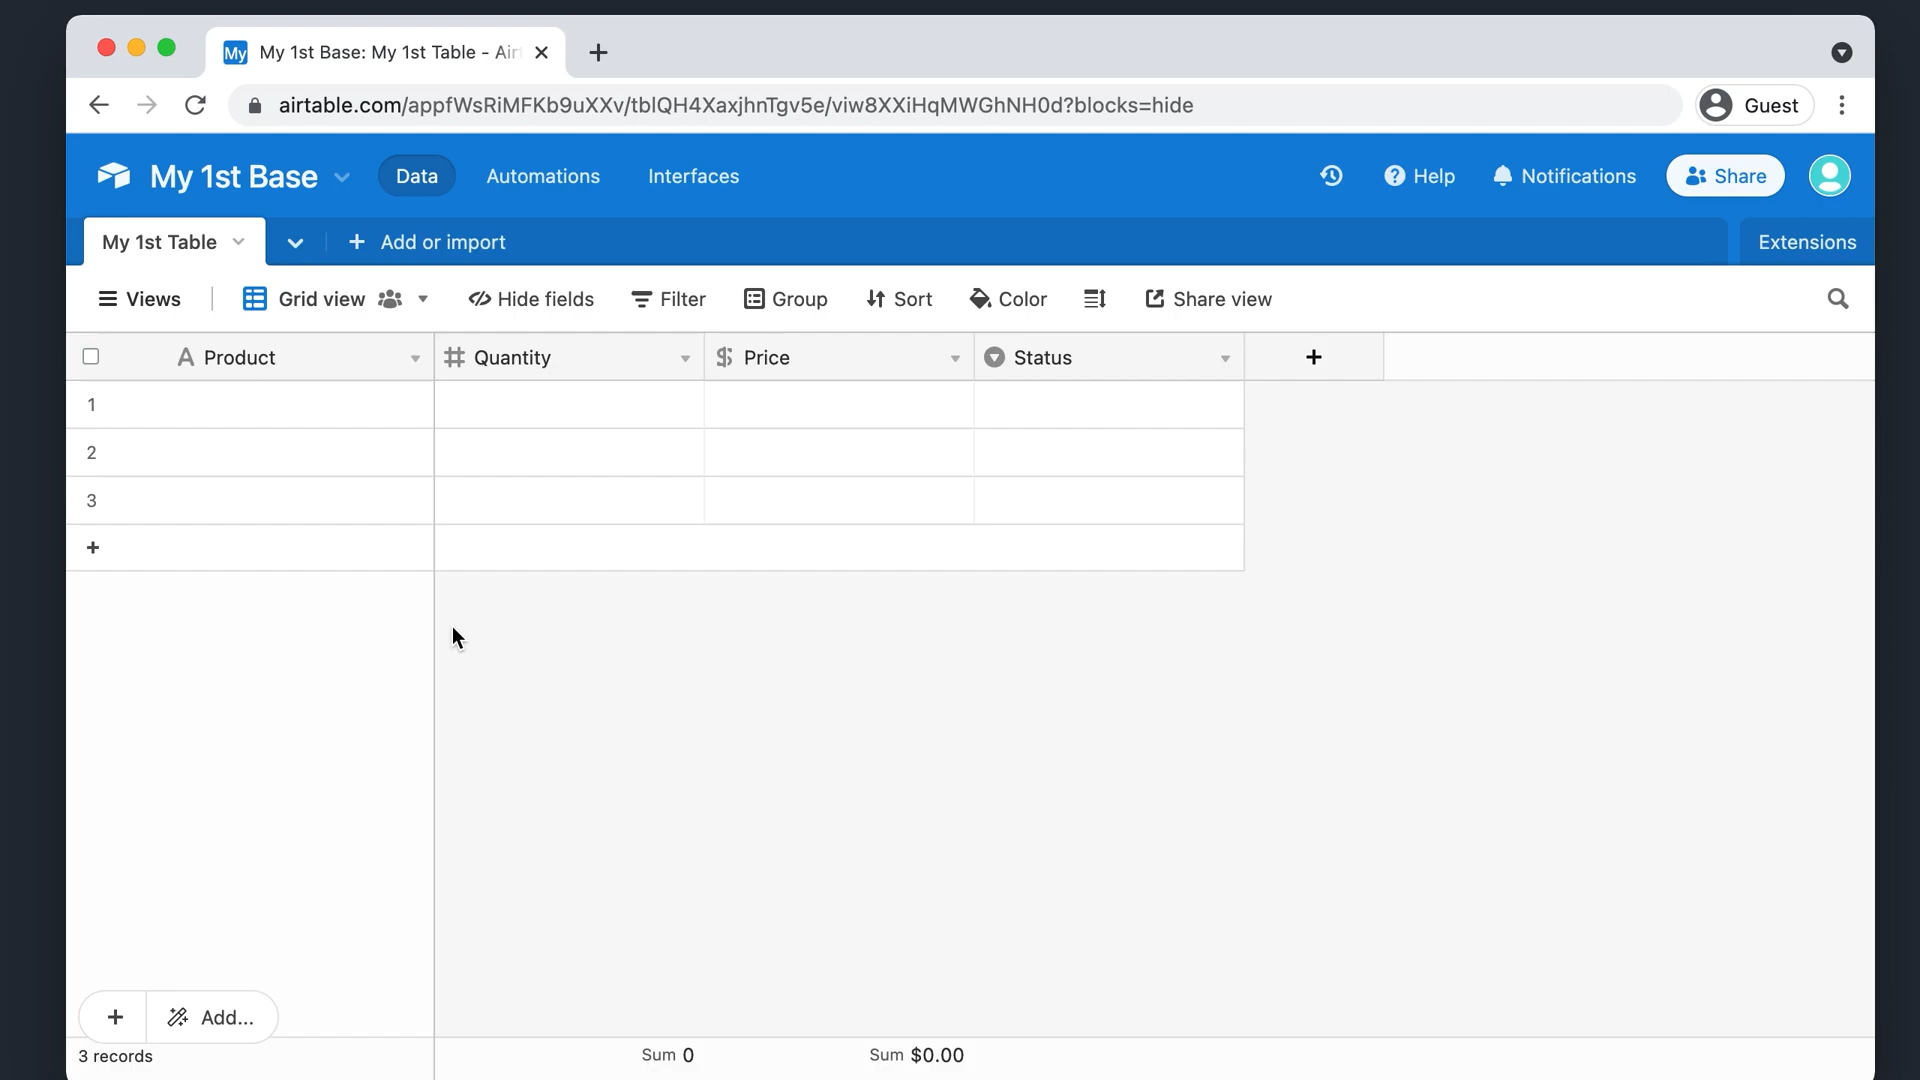 My My 1st Base: My 1st Table - Air
airtable.com/appfWsRiMFKb9uXXv/tblQH4XaxjhnTgv5e/viw8XXiHqMWGhNH0d?blocks=hide Guest
My 1st Base Data Automations Interfaces Help Notifications Share
My 1st Table Add or import Extensions
Views Grid view Hide fields Filter Group Sort Color Share view
Product Quantity Price Status
1
2
3
Add...
3 records Sum 0 Sum $0.00